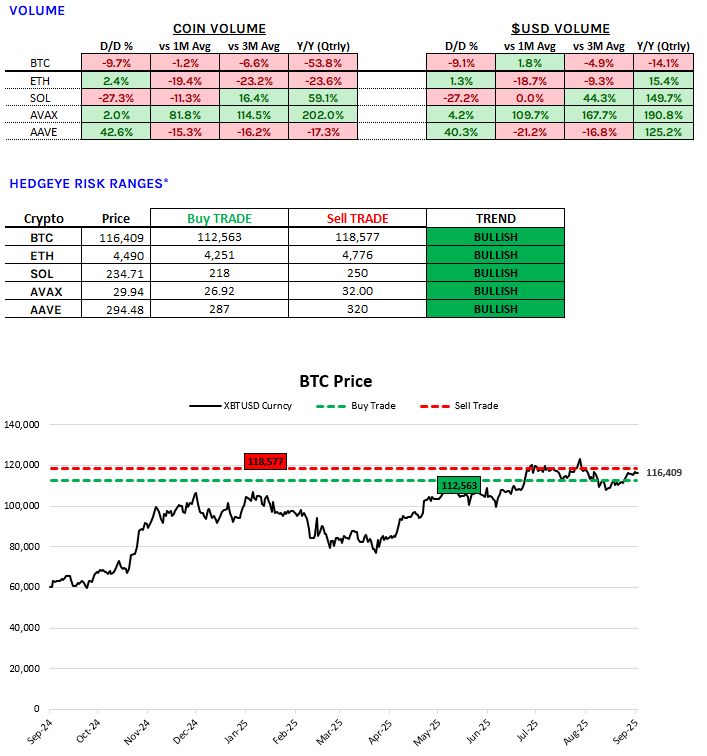 VOLUME
COIN VOLUME $USD VOLUME
D/D % vs 1M Avg vs 3M Avg Y/Y (Qtrly) D/D % vs 1M Avg vs 3M Avg Y/Y (Qtrly)
BTC -9.7% -1.2% -6.6% -53.8% -9.1% 1.8% -4.9% -14.1%
ETH 2.4% -19.4% -23.2% -23.6% 1.3% -18.7% -9.3% 15.4%
SOL -27.3% -11.3% 16.4% 59.1% -27.2% 0.0% 44.3% 149.7%
AVAX 2.0% 81.8% 114.5% 202.0% 4.2% 109.7% 167.7% 190.8%
AAVE 42.6% -15.3% -16.2% -17.3% 40.3% -21.2% -16.8% 125.2%
HEDGEYE RISK RANGES*
Crypto Price Buy TRADE Sell TRADE TREND
BTC 116,409 112,563 118,577 BULLISH
ETH 4,490 4,251 4,776 BULLISH
SOL 234.71 218 250 BULLISH
AVAX 29.94 26.92 32.00 BULLISH
AAVE 294.48 287 320 BULLISH
BTC Price
XBTUSD Curncy Buy Trade Sell Trade
140,000
120,000
100,000
80,000
60,000
40,000
20,000
0
118,577
112,563
116,409
Sep-24 Oct-24 Nov-24 Dec-24 Jan-25 Feb-25 Mar-25 Apr-25 May-25 Jun-25 Jul-25 Aug-25 Sep-25